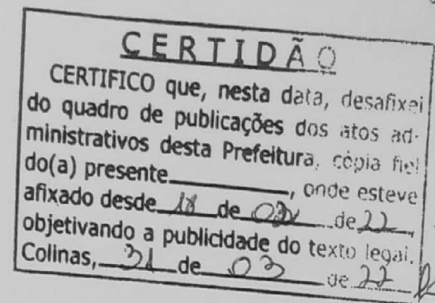 CERTIDÃO
CERTIFICO que, nesta data, desafixei
do quadro de publicações dos atos ad-
ministrativos desta Prefeitura, cópia fiel
do(a) presente____________, onde esteve
afixado desde 18 de 03 de 22,
objetivando a publicidade do texto legal.
Colinas, 31 de 03 de 22